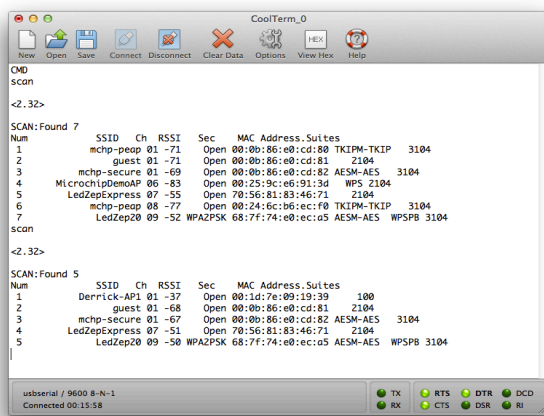 CoolTerm_0
New Open Save Connect Disconnect Clear Data Options View Hex Help
HEX
CMD
scan
<2.32>
SCAN:Found 7
Num SSID Ch RSSI Sec MAC Address.Suites
1 mchp-peap 01 -71 Open 00:0b:86:e0:cd:80 TKIPM-TKIP 3104
2 guest 01 -71 Open 00:0b:86:e0:cd:81 2104
3 mchp-secure 01 -69 Open 00:0b:86:e0:cd:82 AESM-AES 3104
4 MicrochipDemoAP 06 -83 Open 00:25:9c:e6:91:3d WPS 2104
5 LedZepExpress 07 -55 Open 70:56:81:83:46:71 2104
6 mchp-peap 08 -77 Open 00:24:6c:b6:ec:f0 TKIPM-TKIP 3104
7 LedZep20 09 -52 WPA2PSK 68:7f:74:e0:ec:a5 AESM-AES WPSPB 3104
scan
<2.32>
SCAN:Found 5
Num SSID Ch RSSI Sec MAC Address.Suites
1 Derrick-AP1 01 -37 Open 00:1d:7e:09:19:39 100
2 guest 01 -68 Open 00:0b:86:e0:cd:81 2104
3 mchp-secure 01 -67 Open 00:0b:86:e0:cd:82 AESM-AES 3104
4 LedZepExpress 07 -51 Open 70:56:81:83:46:71 2104
5 LedZep20 09 -50 WPA2PSK 68:7f:74:e0:ec:a5 AESM-AES WPSPB 3104
usbserial / 9600 8-N-1 TX RTS DTR DCD
Connected 00:15:58 RX CTS DSR RI